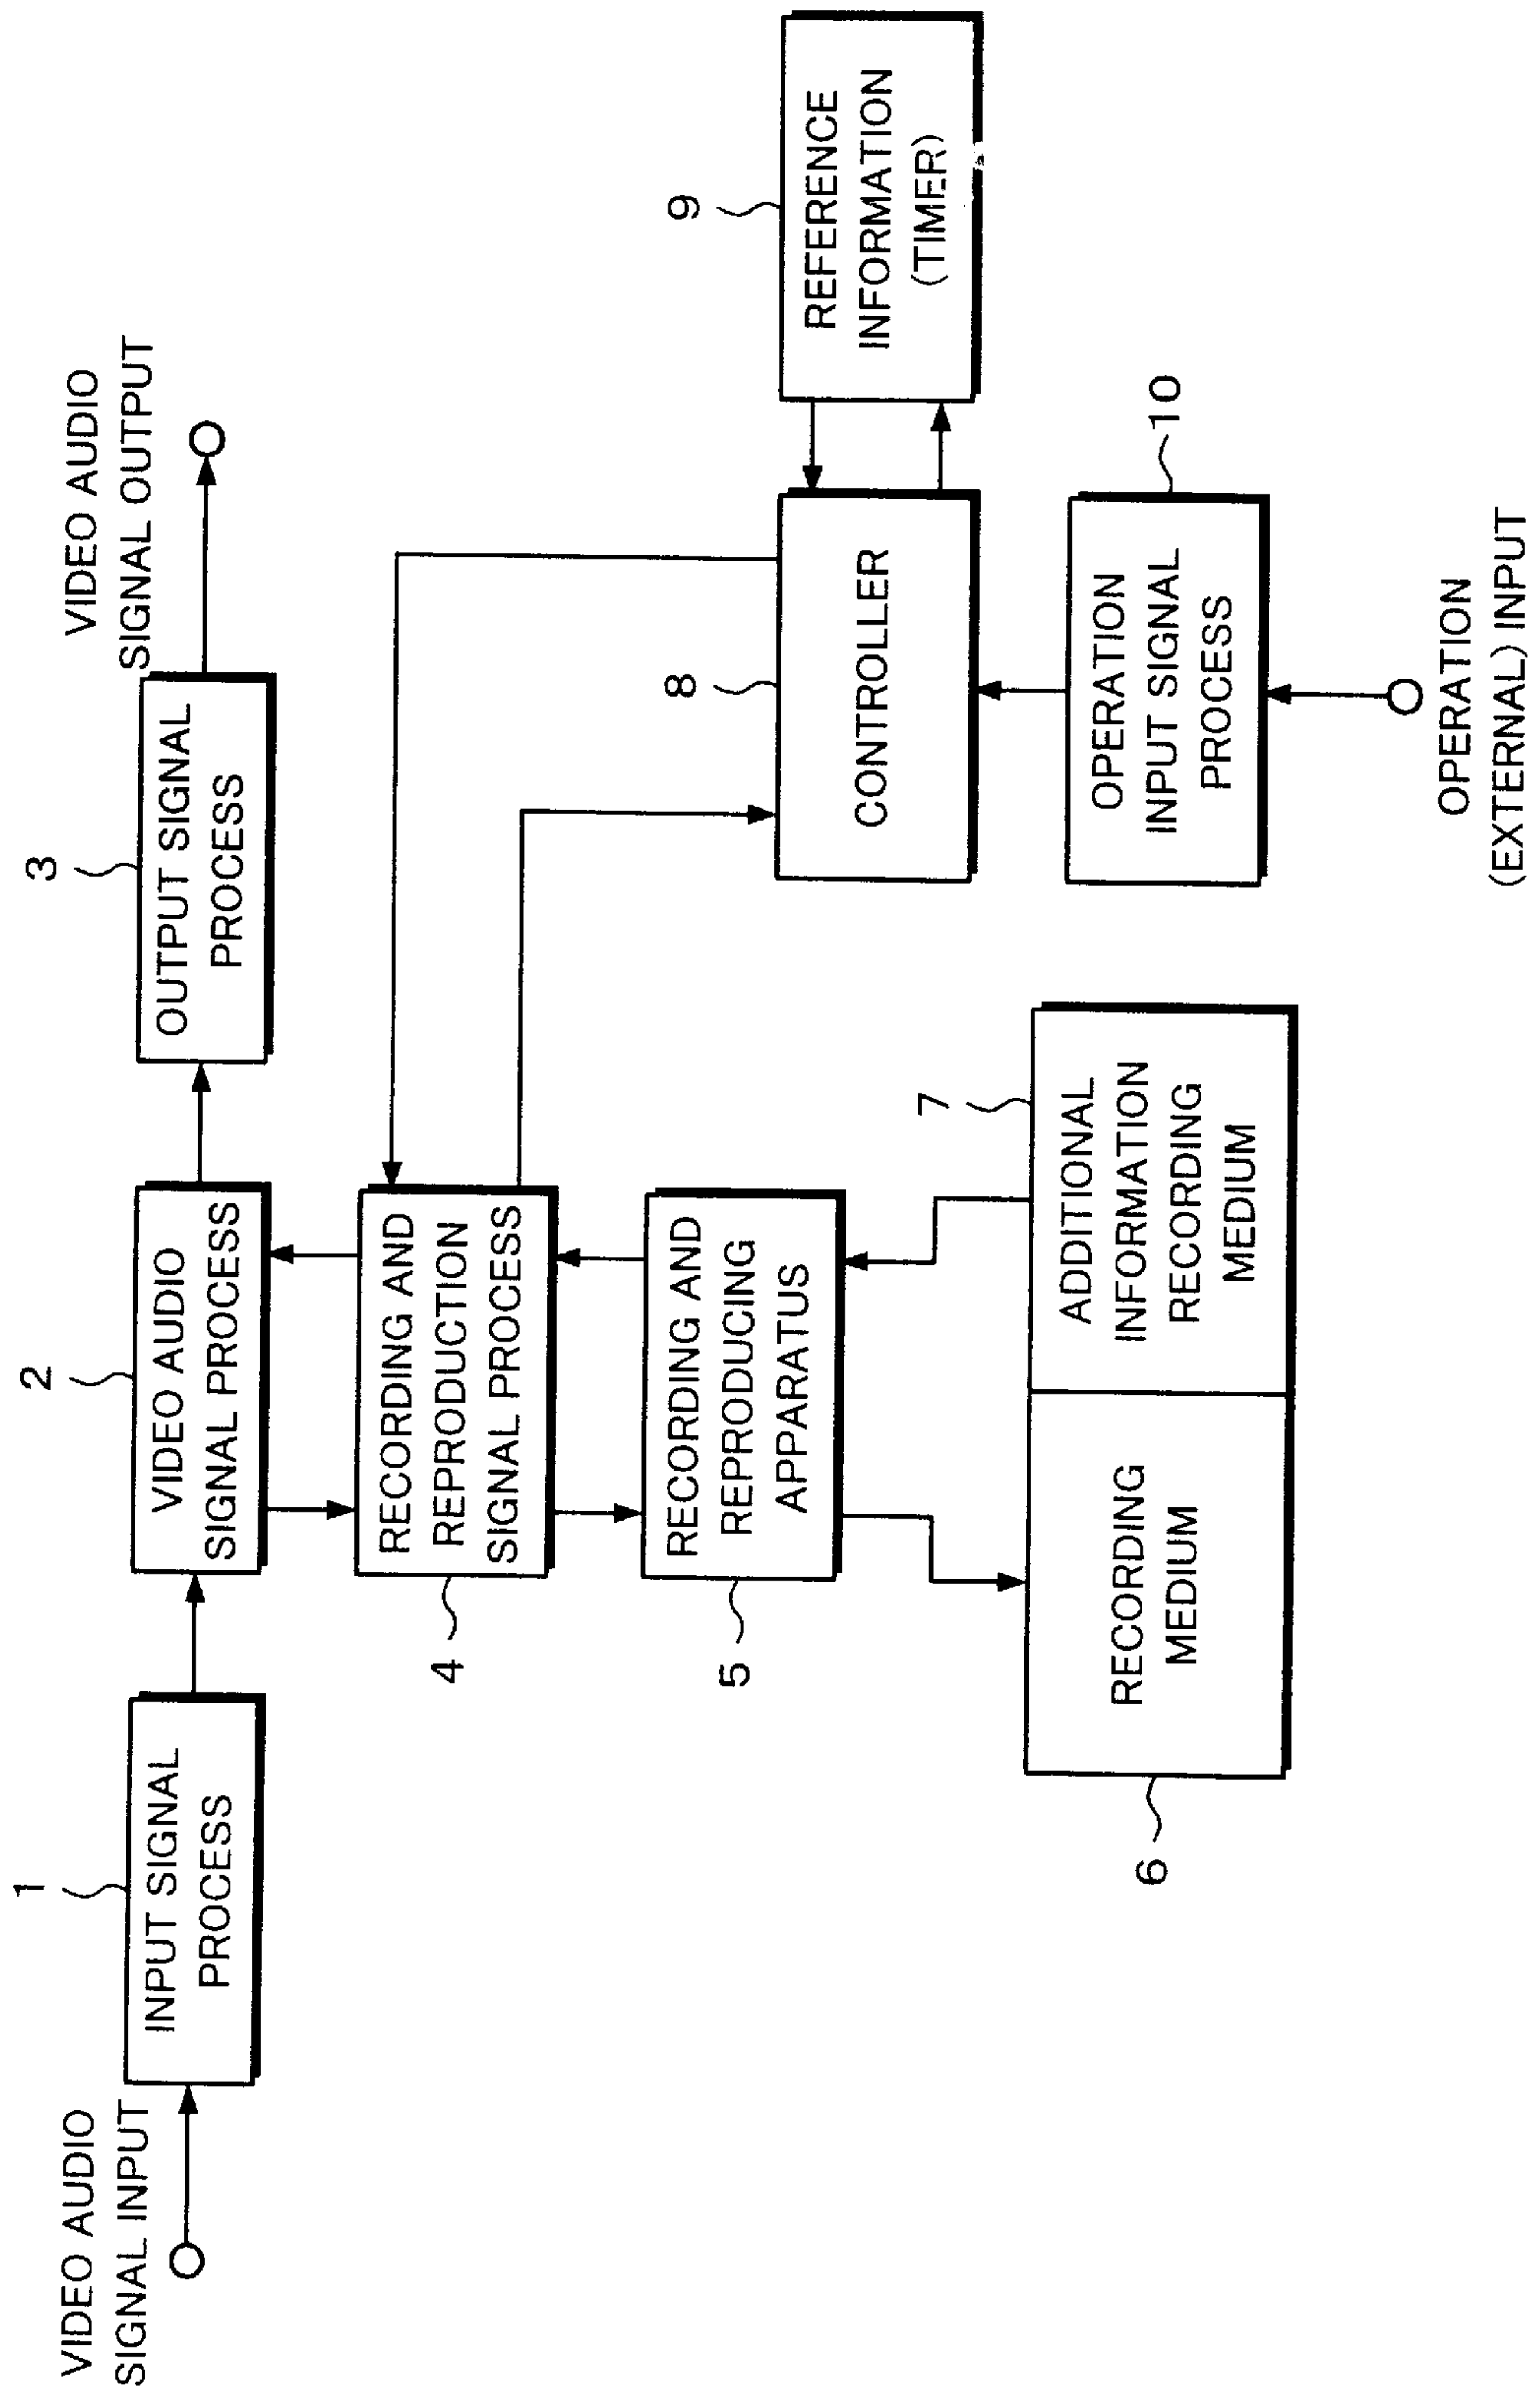 VIDEO AUDIO
SIGNAL INPUT
1
INPUT SIGNAL
PROCESS
2
VIDEO AUDIO
SIGNAL PROCESS
3
OUTPUT SIGNAL
PROCESS
VIDEO AUDIO
SIGNAL OUTPUT
4
RECORDING AND
REPRODUCTION
SIGNAL PROCESS
5
RECORDING AND
REPRODUCING
APPARATUS
6
RECORDING
MEDIUM
7
ADDITIONAL
INFORMATION
RECORDING
MEDIUM
8
CONTROLLER
9
REFERENCE
INFORMATION
(TIMER)
10
OPERATION
INPUT SIGNAL
PROCESS
OPERATION
(EXTERNAL) INPUT